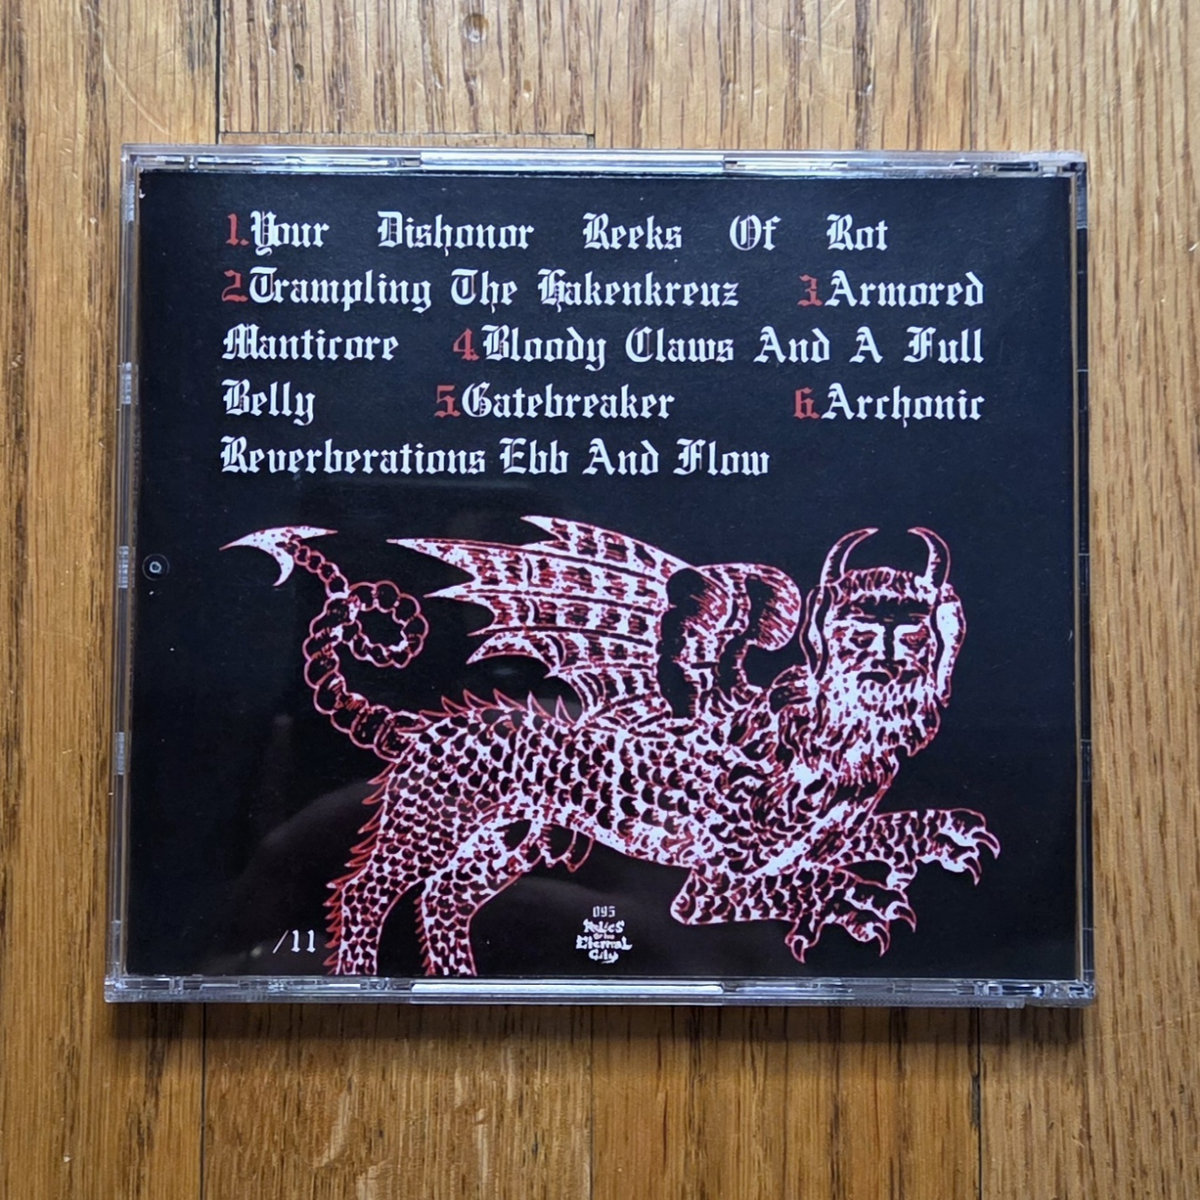 1.Your Dishonor Reeks Of Rot
2.Trampling The Hakenkreuz 3.Armored
Manticore 4.Bloody Claws And A Full
Belly 5.Gatebreaker 6.Archonic
Reverberations Ebb And Flow
095
Relics
Of The
Eternal
City
/11